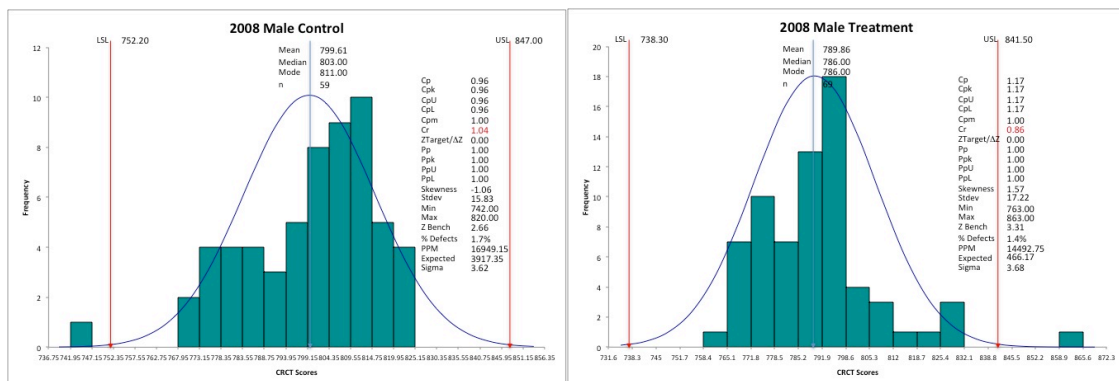 2008 Male Control
LSL 752.20
USL 847.00
Mean 799.61
Median 803.00
Mode 811.00
n 59
Cp 0.96
Cpk 0.96
CpU 0.96
CpL 0.96
Cpm 1.00
Cr 1.04
ZTarget/ΔZ 0.00
Pp 1.00
Ppk 1.00
PpU 1.00
PpL 1.00
Skewness -1.06
Stdev 15.83
Min 742.00
Max 820.00
Z Bench 2.66
% Defects 1.7%
PPM 16949.15
Expected 3917.35
Sigma 3.62
12
10
8
6
4
2
0
Frequency
736.75 741.95 747.15 752.35 757.55 762.75 767.95 773.15 778.35 783.55 788.75 793.95 799.15 804.35 809.55 814.75 819.95 825.15 830.35 835.55 840.75 845.95 851.15 856.35
CRCT Scores
2008 Male Treatment
LSL 738.30
USL 841.50
Mean 789.86
Median 786.00
Mode 786.00
n 69
Cp 1.17
Cpk 1.17
CpU 1.17
CpL 1.17
Cpm 1.00
Cr 0.86
ZTarget/ΔZ 0.00
Pp 1.00
Ppk 1.00
PpU 1.00
PpL 1.00
Skewness 1.57
Stdev 17.22
Min 763.00
Max 863.00
Z Bench 3.31
% Defects 1.4%
PPM 14492.75
Expected 466.17
Sigma 3.68
20
18
16
14
12
10
8
6
4
2
0
Frequency
731.6 738.3 745 751.7 758.4 765.1 771.8 778.5 785.2 791.9 798.6 805.3 812 818.7 825.4 832.1 838.8 845.5 852.2 858.9 865.6 872.3
CRCT Scores